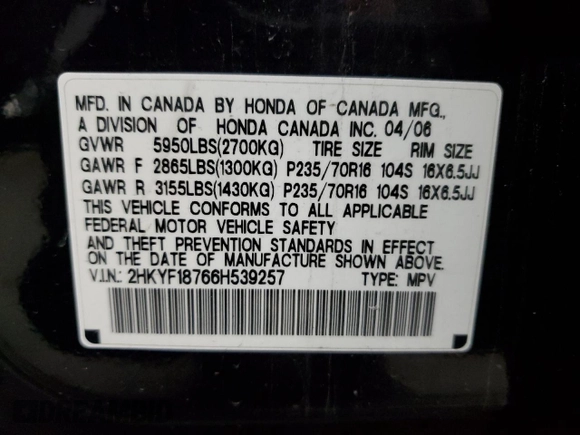 MFD. IN CANADA BY HONDA OF CANADA MFG.,
A DIVISION OF HONDA CANADA INC. 04/06
GVWR 5950LBS(2700KG) TIRE SIZE RIM SIZE
GAWR F 2865LBS(1300KG) P235/70R16 104S 16X6.5JJ
GAWR R 3155LBS(1430KG) P235/70R16 104S 16X6.5JJ
THIS VEHICLE CONFORMS TO ALL APPLICABLE
FEDERAL MOTOR VEHICLE SAFETY
AND THEFT PREVENTION STANDARDS IN EFFECT
ON THE DATE OF MANUFACTURE SHOWN ABOVE.
V.I.N.: 2HKYF18766H539257 TYPE: MPV